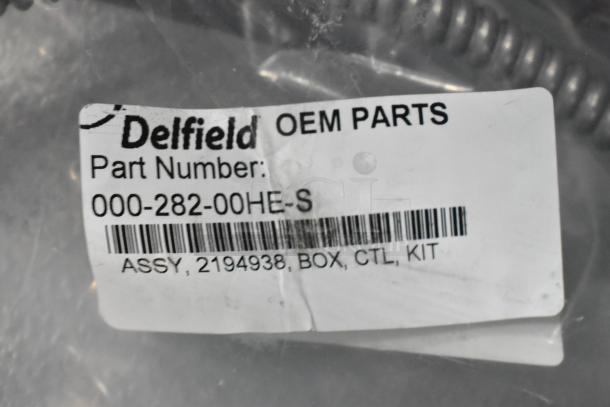 Delfield OEM PARTS
Part Number:
000-282-00HE-S
ASSY, 2194938, BOX, CTL, KIT